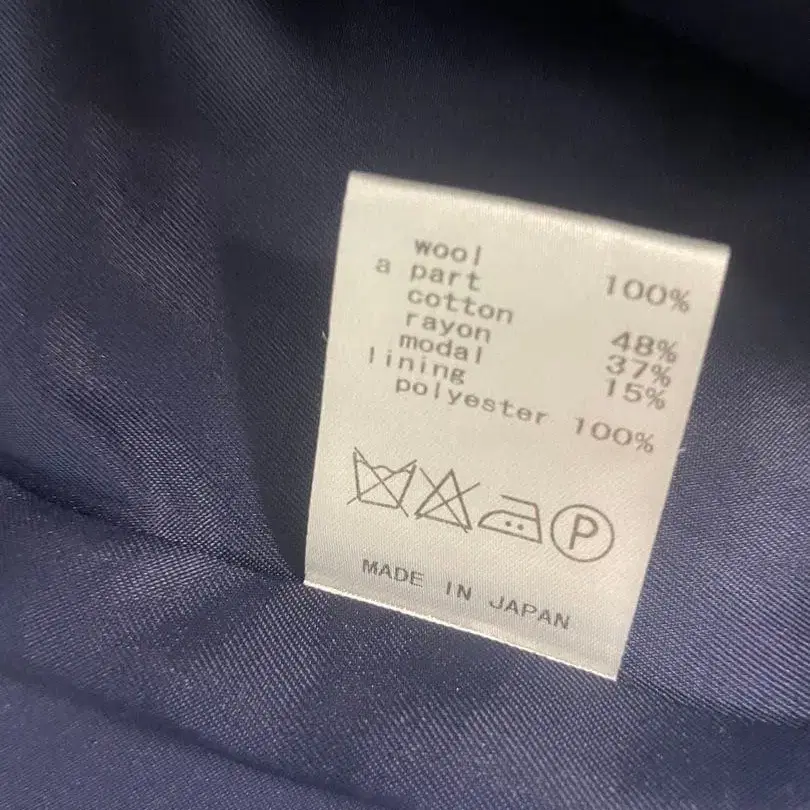 wool 100%
a part
cotton 48%
rayon 37%
modal 15%
lining
polyester 100%
P
MADE IN JAPAN